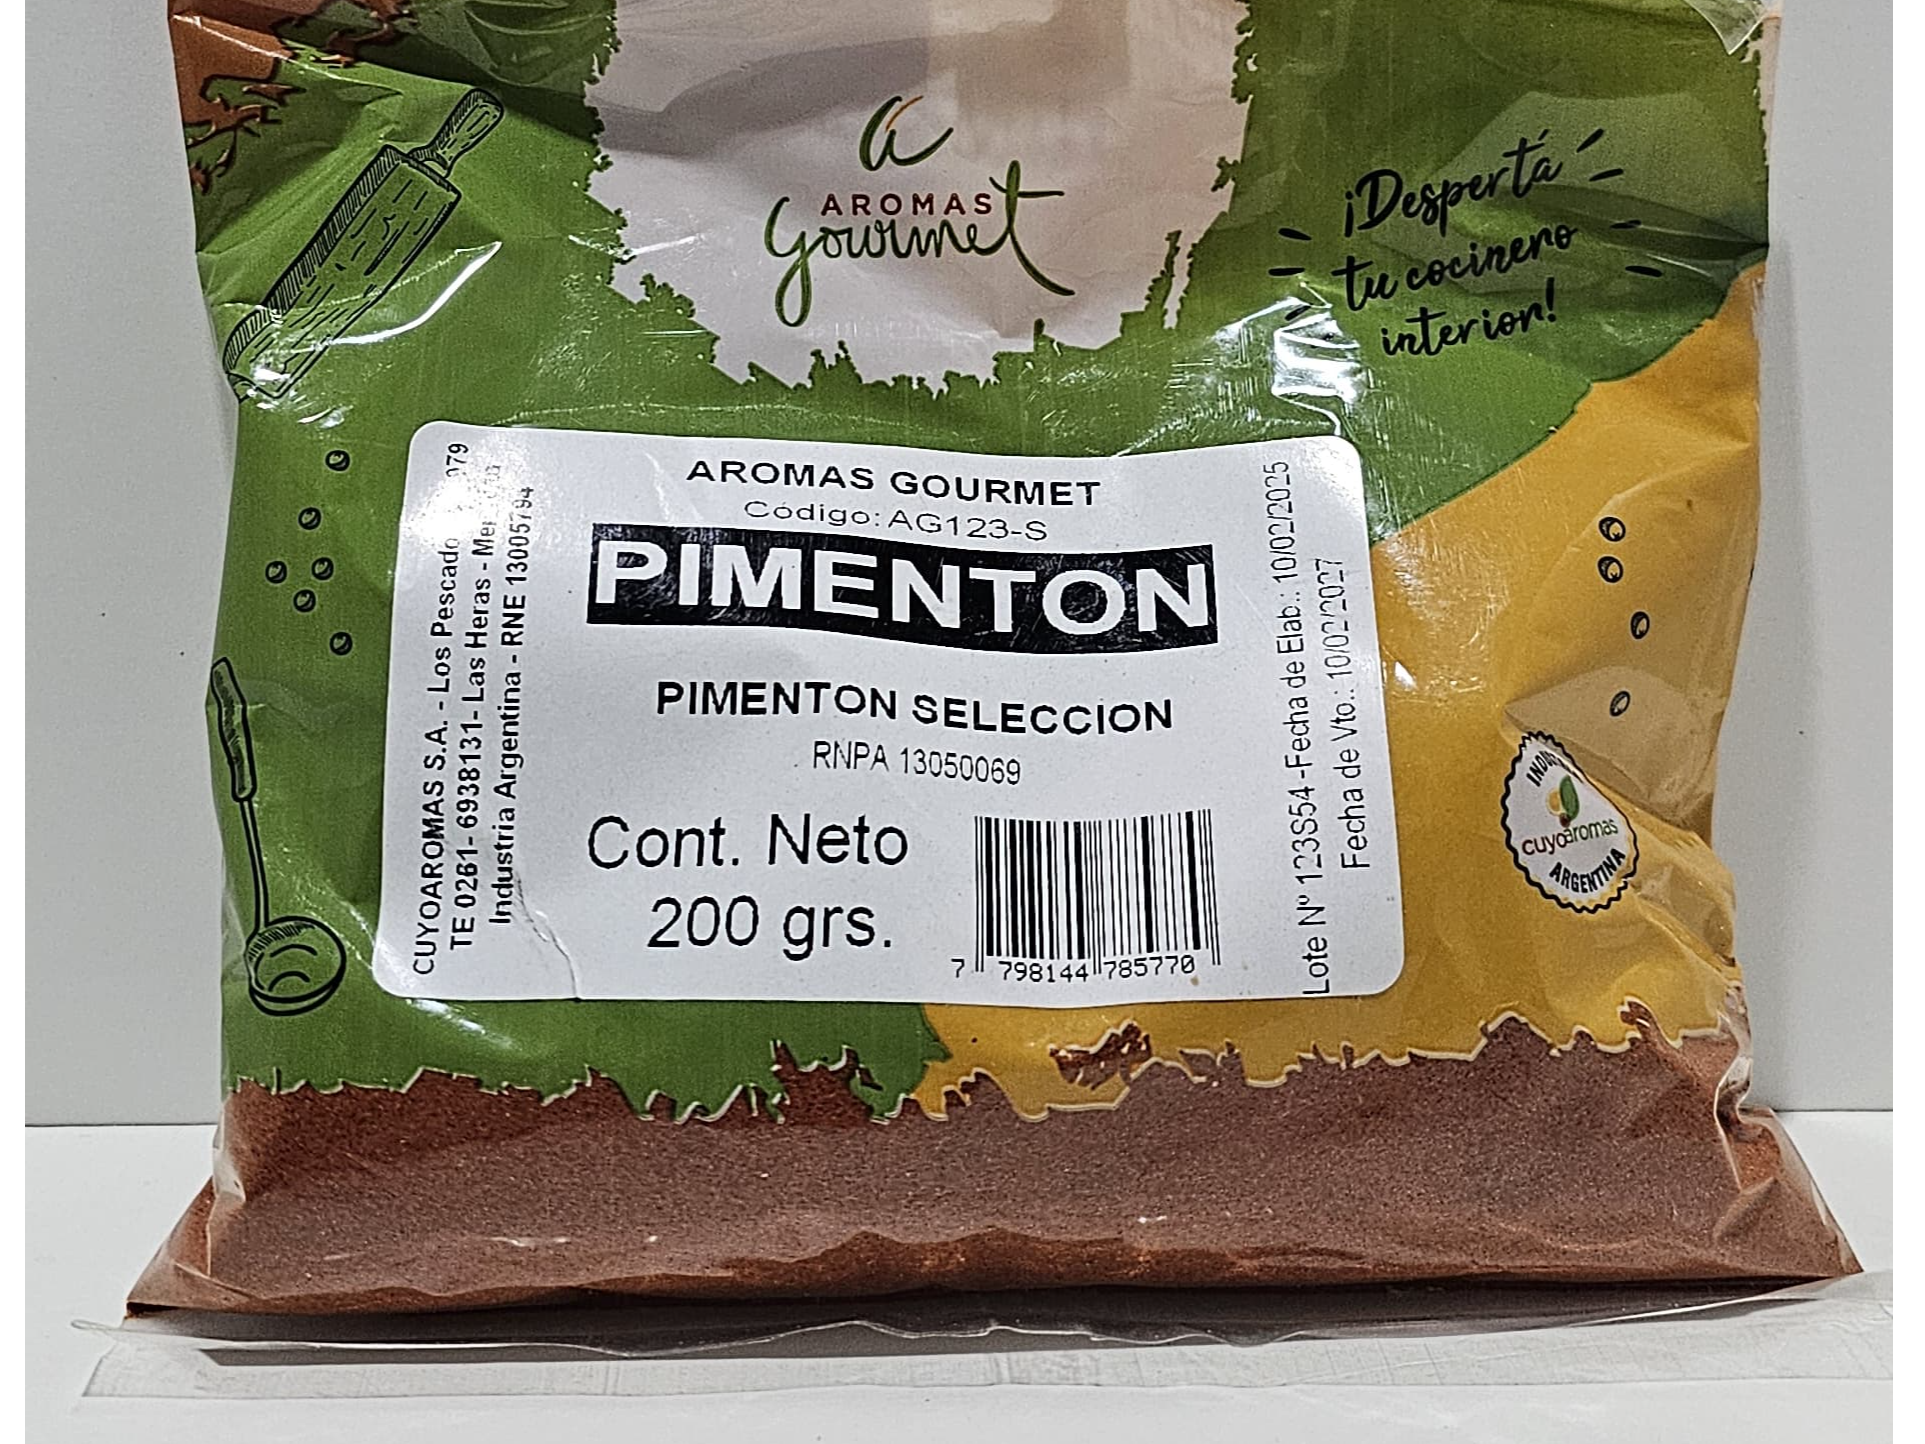 a
AROMAS
Gourmet
¡Despertá
tu cocinero
interior!
AROMAS GOURMET
Código: AG123-S
PIMENTON
PIMENTON SELECCION
RNPA 13050069
Cont. Neto
200 grs.
7 798144 785770
CUYOAROMAS S.A. - Los Pescado
TE 0261- 6938131- Las Heras -
Industria Argentina - RNE 13005794
Lote Nº 123S54 -Fecha de Elab.: 10/02/2025
Fecha de Vto.: 10/02/2027
cuyoaromas
ARGENTINA